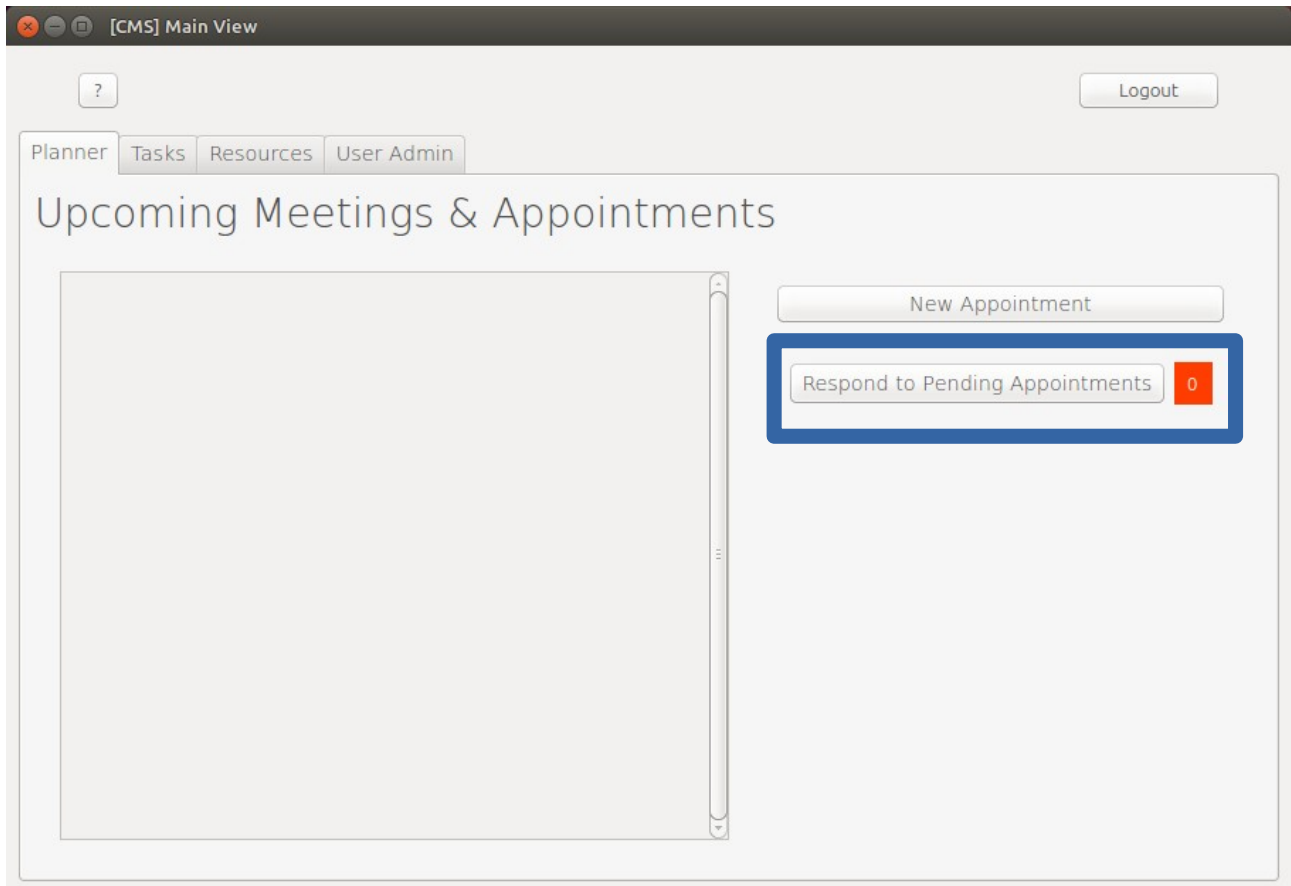 [CMS] Main View
?
Logout
Planner Tasks Resources User Admin
Upcoming Meetings & Appointments
New Appointment
Respond to Pending Appointments 0